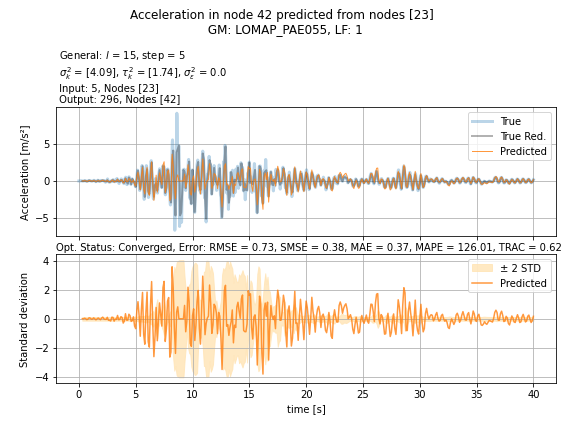 Acceleration in node 42 predicted from nodes [23]
GM: LOMAP_PAE055, LF: 1
General: l = 15, step = 5
σ_k² = [4.09], τ_k² = [1.74], σ_ε² = 0.0
Input: 5, Nodes [23]
Output: 296, Nodes [42]
True
True Red.
Predicted
Acceleration [m/s²]
5
0
−5
Opt. Status: Converged, Error: RMSE = 0.73, SMSE = 0.38, MAE = 0.37, MAPE = 126.01, TRAC = 0.62
± 2 STD
Predicted
Standard deviation
4
2
0
−2
−4
0 5 10 15 20 25 30 35 40
time [s]